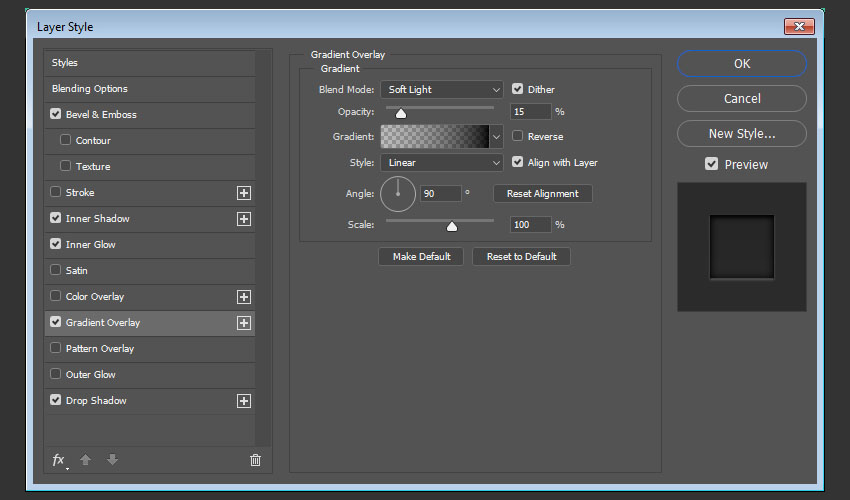 Layer Style
Styles
Blending Options
Bevel & Emboss
Contour
Texture
Stroke
Inner Shadow
Inner Glow
Satin
Color Overlay
Gradient Overlay
Pattern Overlay
Outer Glow
Drop Shadow
fx
Gradient Overlay
Gradient
Blend Mode: Soft Light Dither
Opacity: 15 %
Gradient: Reverse
Style: Linear Align with Layer
Angle: 90 ° Reset Alignment
Scale: 100 %
Make Default Reset to Default
OK
Cancel
New Style...
Preview